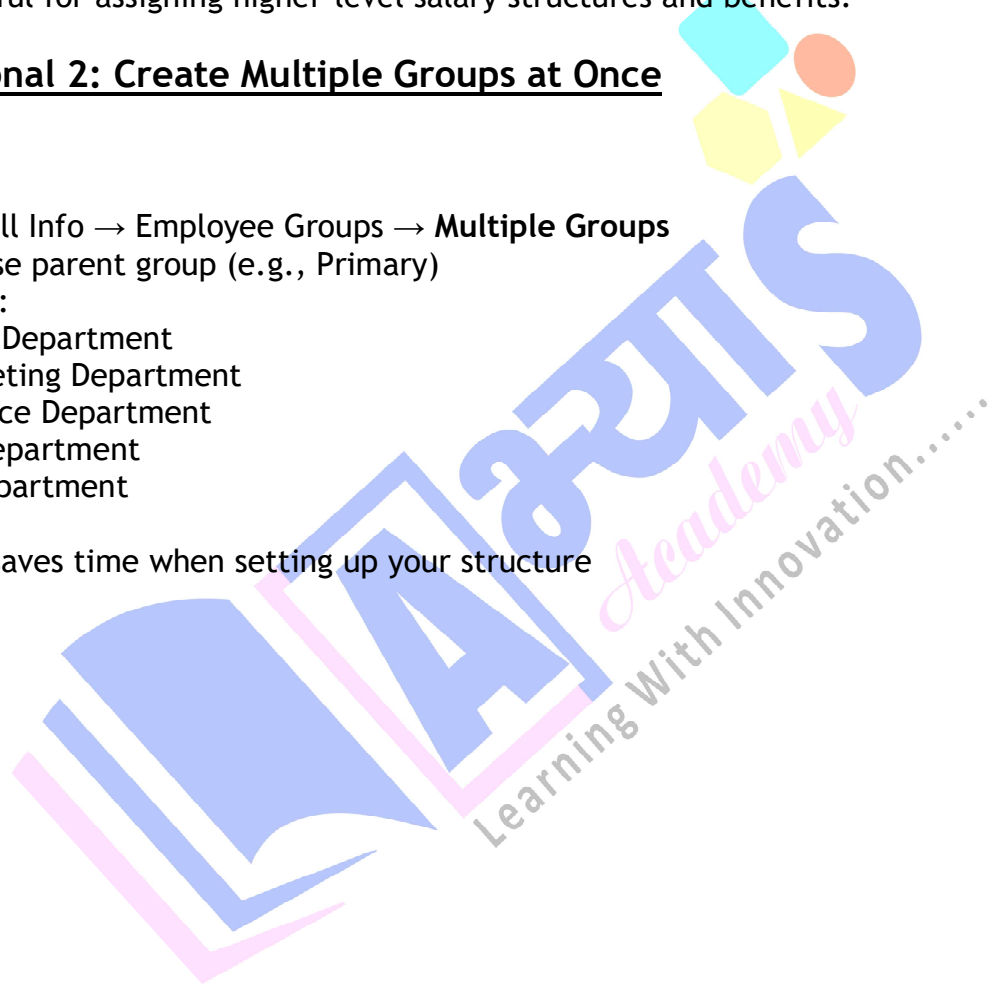 ful for assigning higher-level salary structures and benefits.
onal 2: Create Multiple Groups at Once
ll Info → Employee Groups → Multiple Groups
se parent group (e.g., Primary)
:
Department
eting Department
ce Department
epartment
partment
aves time when setting up your structure
A
अभ्यास
Academy
Learning With Innovation......